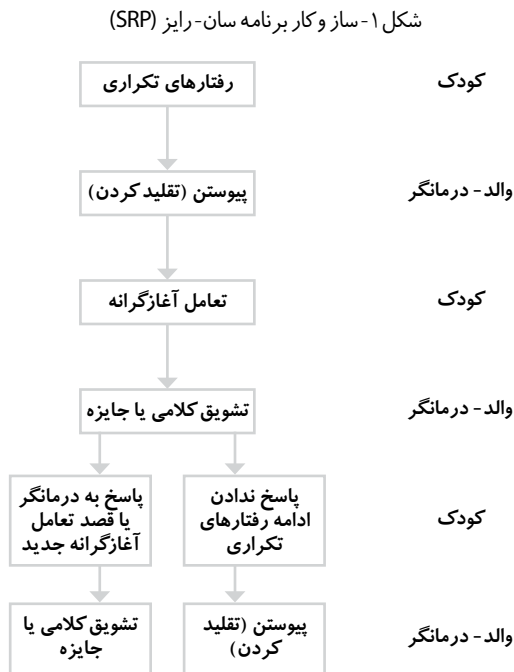 شکل ۱- ساز و کار برنامه سان-رایز (SRP)
کودک
رفتارهای تکراری
والد- درمانگر
پیوستن (تقلید کردن)
کودک
تعامل آغازگرانه
والد- درمانگر
تشویق کلامی یا جایزه
کودک
پاسخ ندادن
ادامه رفتارهای
تکراری
پاسخ به درمانگر
یا قصد تعامل
آغازگرانه جدید
والد- درمانگر
پیوستن (تقلید
کردن)
تشویق کلامی یا
جایزه